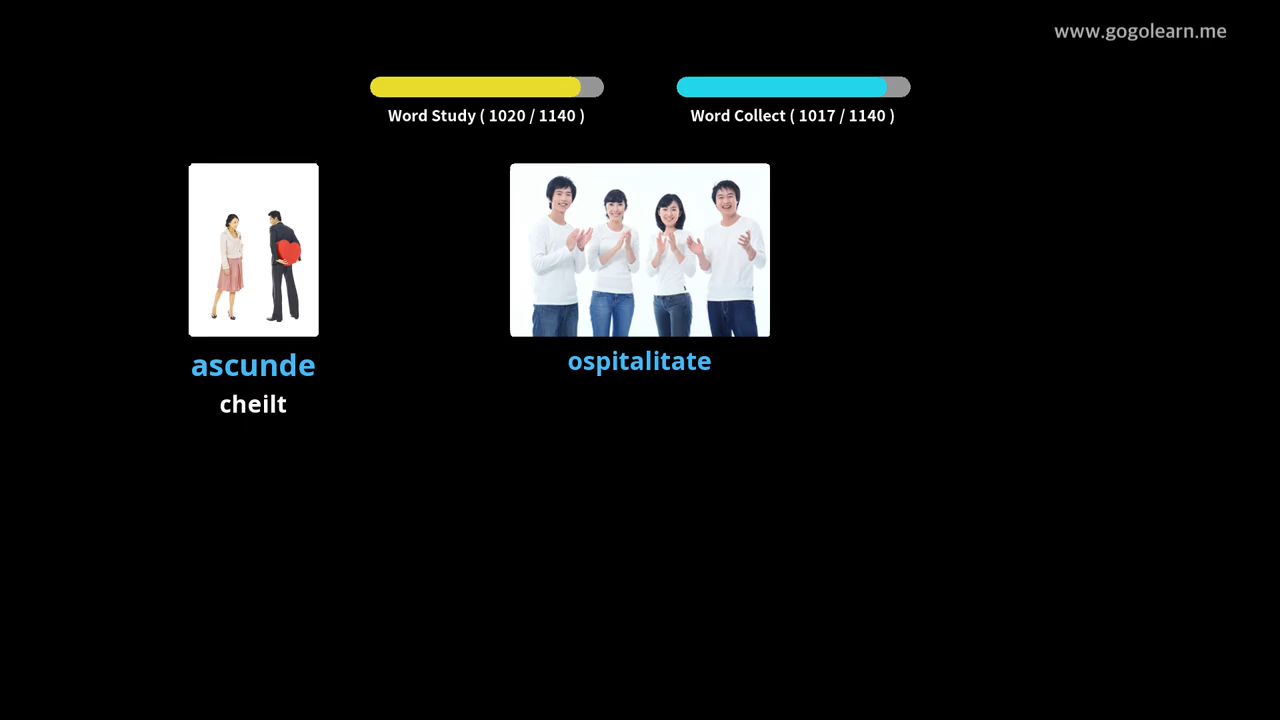 www.gogolearn.me
Word Study ( 1020 / 1140 )
Word Collect ( 1017 / 1140 )
ascunde
cheilt
ospitalitate